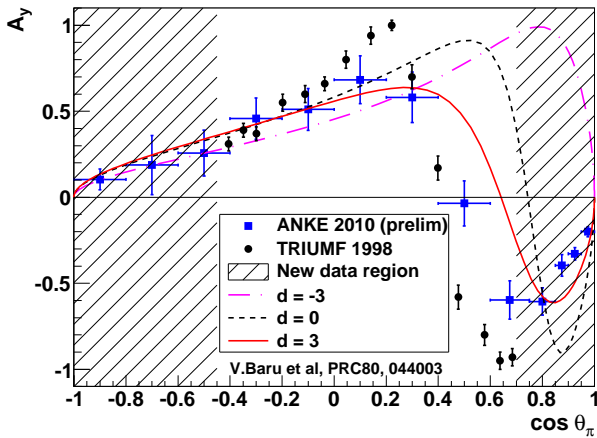 A_y
1
0.5
0
-0.5
-1
ANKE 2010 (prelim)
TRIUMF 1998
New data region
d = -3
d = 0
d = 3
V.Baru et al, PRC80, 044003
-1 -0.8 -0.6 -0.4 -0.2 0 0.2 0.4 0.6 0.8 1
cos θ_π